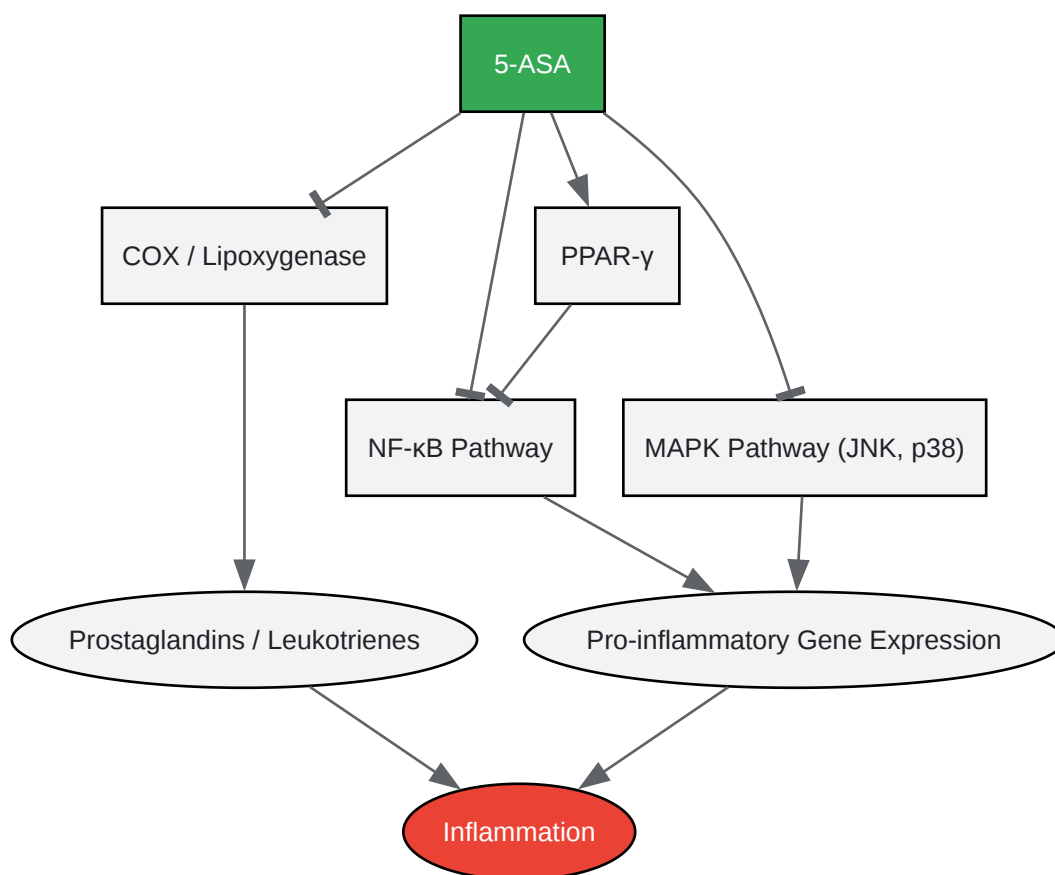 5-ASA
COX / Lipoxygenase
PPAR-γ
NF-κB Pathway
MAPK Pathway (JNK, p38)
Prostaglandins / Leukotrienes
Pro-inflammatory Gene Expression
Inflammation